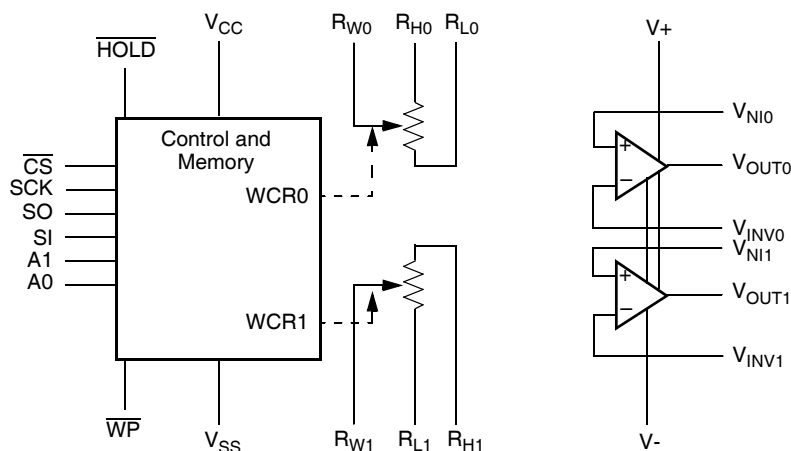 HOLD
V_CC
R_W0
R_H0
R_L0
V+
Control and
Memory
V_NI0
CS
SCK
SO
SI
A1
A0
WCR0
WCR1
+
−
V_OUT0
V_INV0
V_NI1
+
−
V_OUT1
V_INV1
WP
V_SS
R_W1
R_L1
R_H1
V-